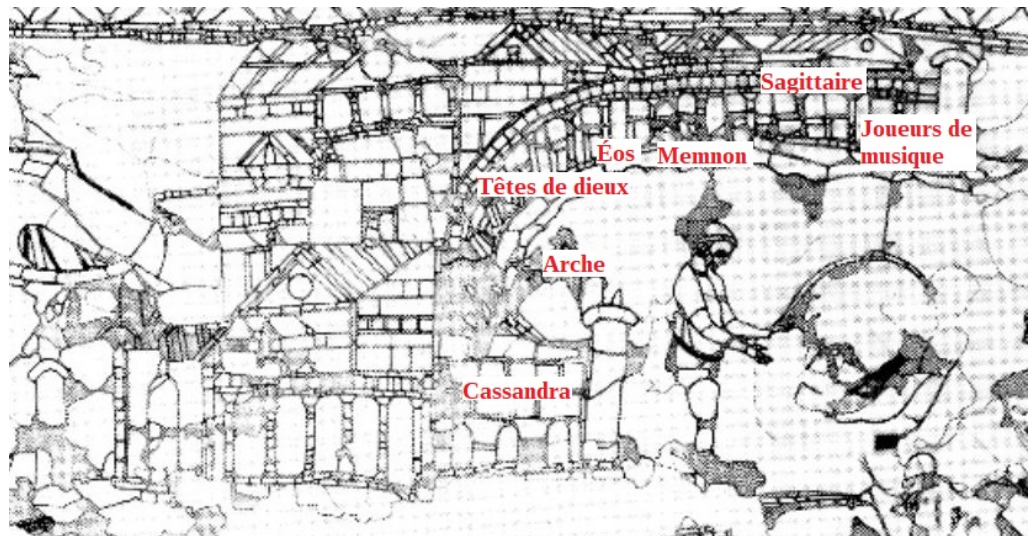 Sagittaire
Joueurs de
musique
Éos
Memnon
Têtes de dieux
Arche
Cassandra